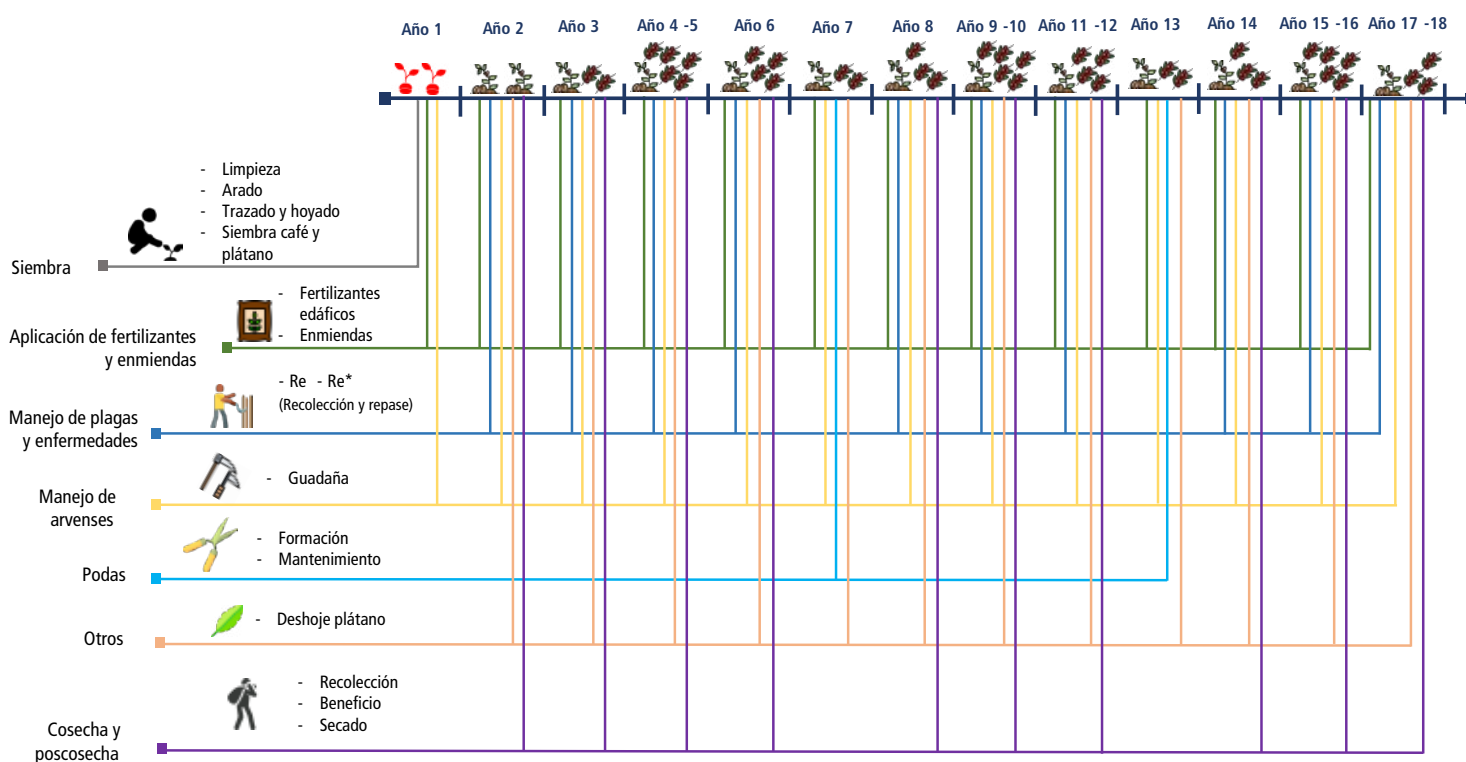 Año 1
Año 2
Año 3
Año 4 -5
Año 6
Año 7
Año 8
Año 9 -10
Año 11 -12
Año 13
Año 14
Año 15 -16
Año 17 -18
- Limpieza
- Arado
- Trazado y hoyado
- Siembra café y
plátano
Siembra
- Fertilizantes
edáficos
- Enmiendas
Aplicación de fertilizantes
y enmiendas
- Re - Re*
(Recolección y repase)
Manejo de plagas
y enfermedades
- Guadaña
Manejo de
arvenses
- Formación
- Mantenimiento
Podas
- Deshoje plátano
Otros
- Recolección
- Beneficio
- Secado
Cosecha y
poscosecha